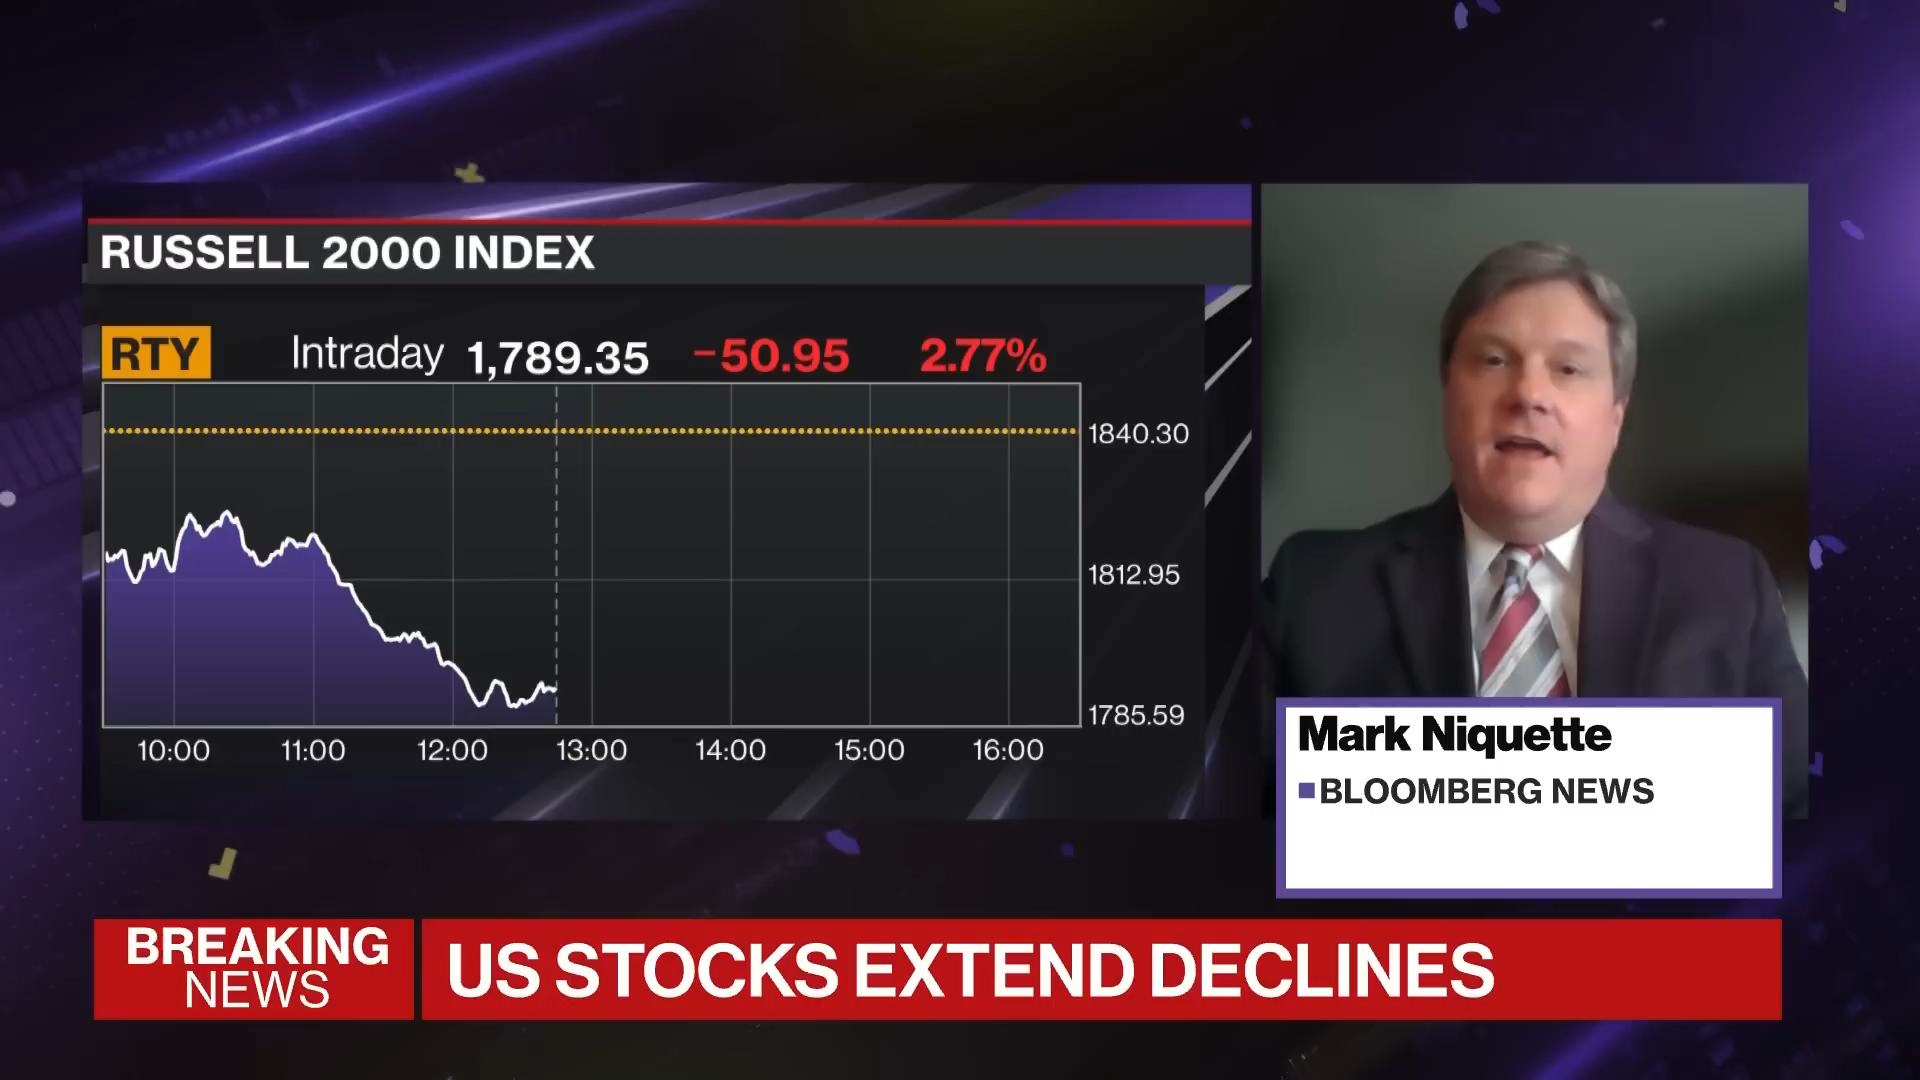 RUSSELL 2000 INDEX
RTY Intraday 1,789.35 -50.95 2.77%
1840.30
1812.95
1785.59
10:00 11:00 12:00 13:00 14:00 15:00 16:00
Mark Niquette
BLOOMBERG NEWS
BREAKING
NEWS
US STOCKS EXTEND DECLINES